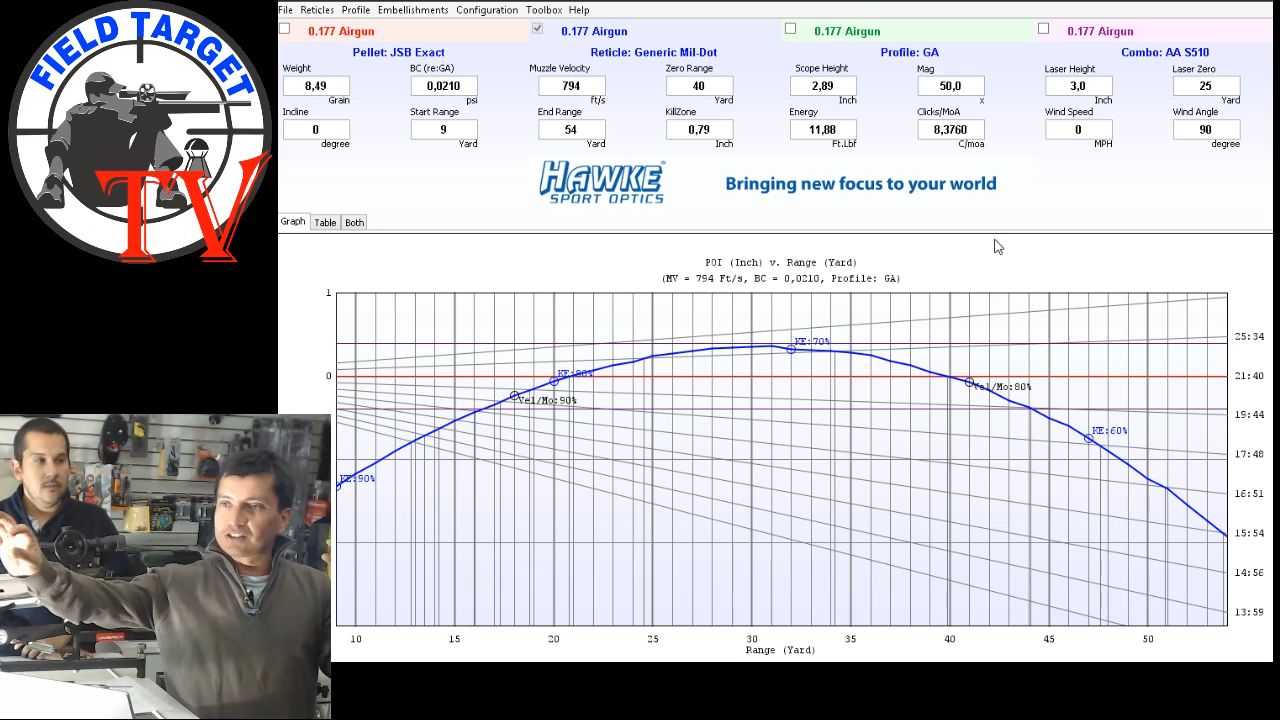 FIELD TARGET
TV
File Reticles Profile Embellishments Configuration Toolbox Help
0.177 Airgun 0.177 Airgun 0.177 Airgun 0.177 Airgun
Pellet: JSB Exact Reticle: Generic Mil-Dot Profile: GA Combo: AA S510
Weight BC (re:GA) Muzzle Velocity Zero Range Scope Height Mag Laser Height Laser Zero
8,49 0,0210 794 40 2,89 50,0 3,0 25
Grain psi ft/s Yard Inch x Inch Yard
Incline Start Range End Range KillZone Energy Clicks/MoA Wind Speed Wind Angle
0 9 54 0,79 11,88 8,3760 0 90
degree Yard Yard Inch Ft.Lbf C/moa MPH degree
HAWKE
SPORT OPTICS
Bringing new focus to your world
Graph Table Both
POI (Inch) v. Range (Yard)
(MV = 794 Ft/s, BC = 0,0210, Profile: GA)
1
25:34
KE:70%
0
21:40
KE:80%
Vel/Mo:80%
Vel/Mo:90%
19:44
KE:60%
17:48
KE:90%
16:51
15:54
14:56
13:59
10 15 20 25 30 35 40 45 50
Range (Yard)